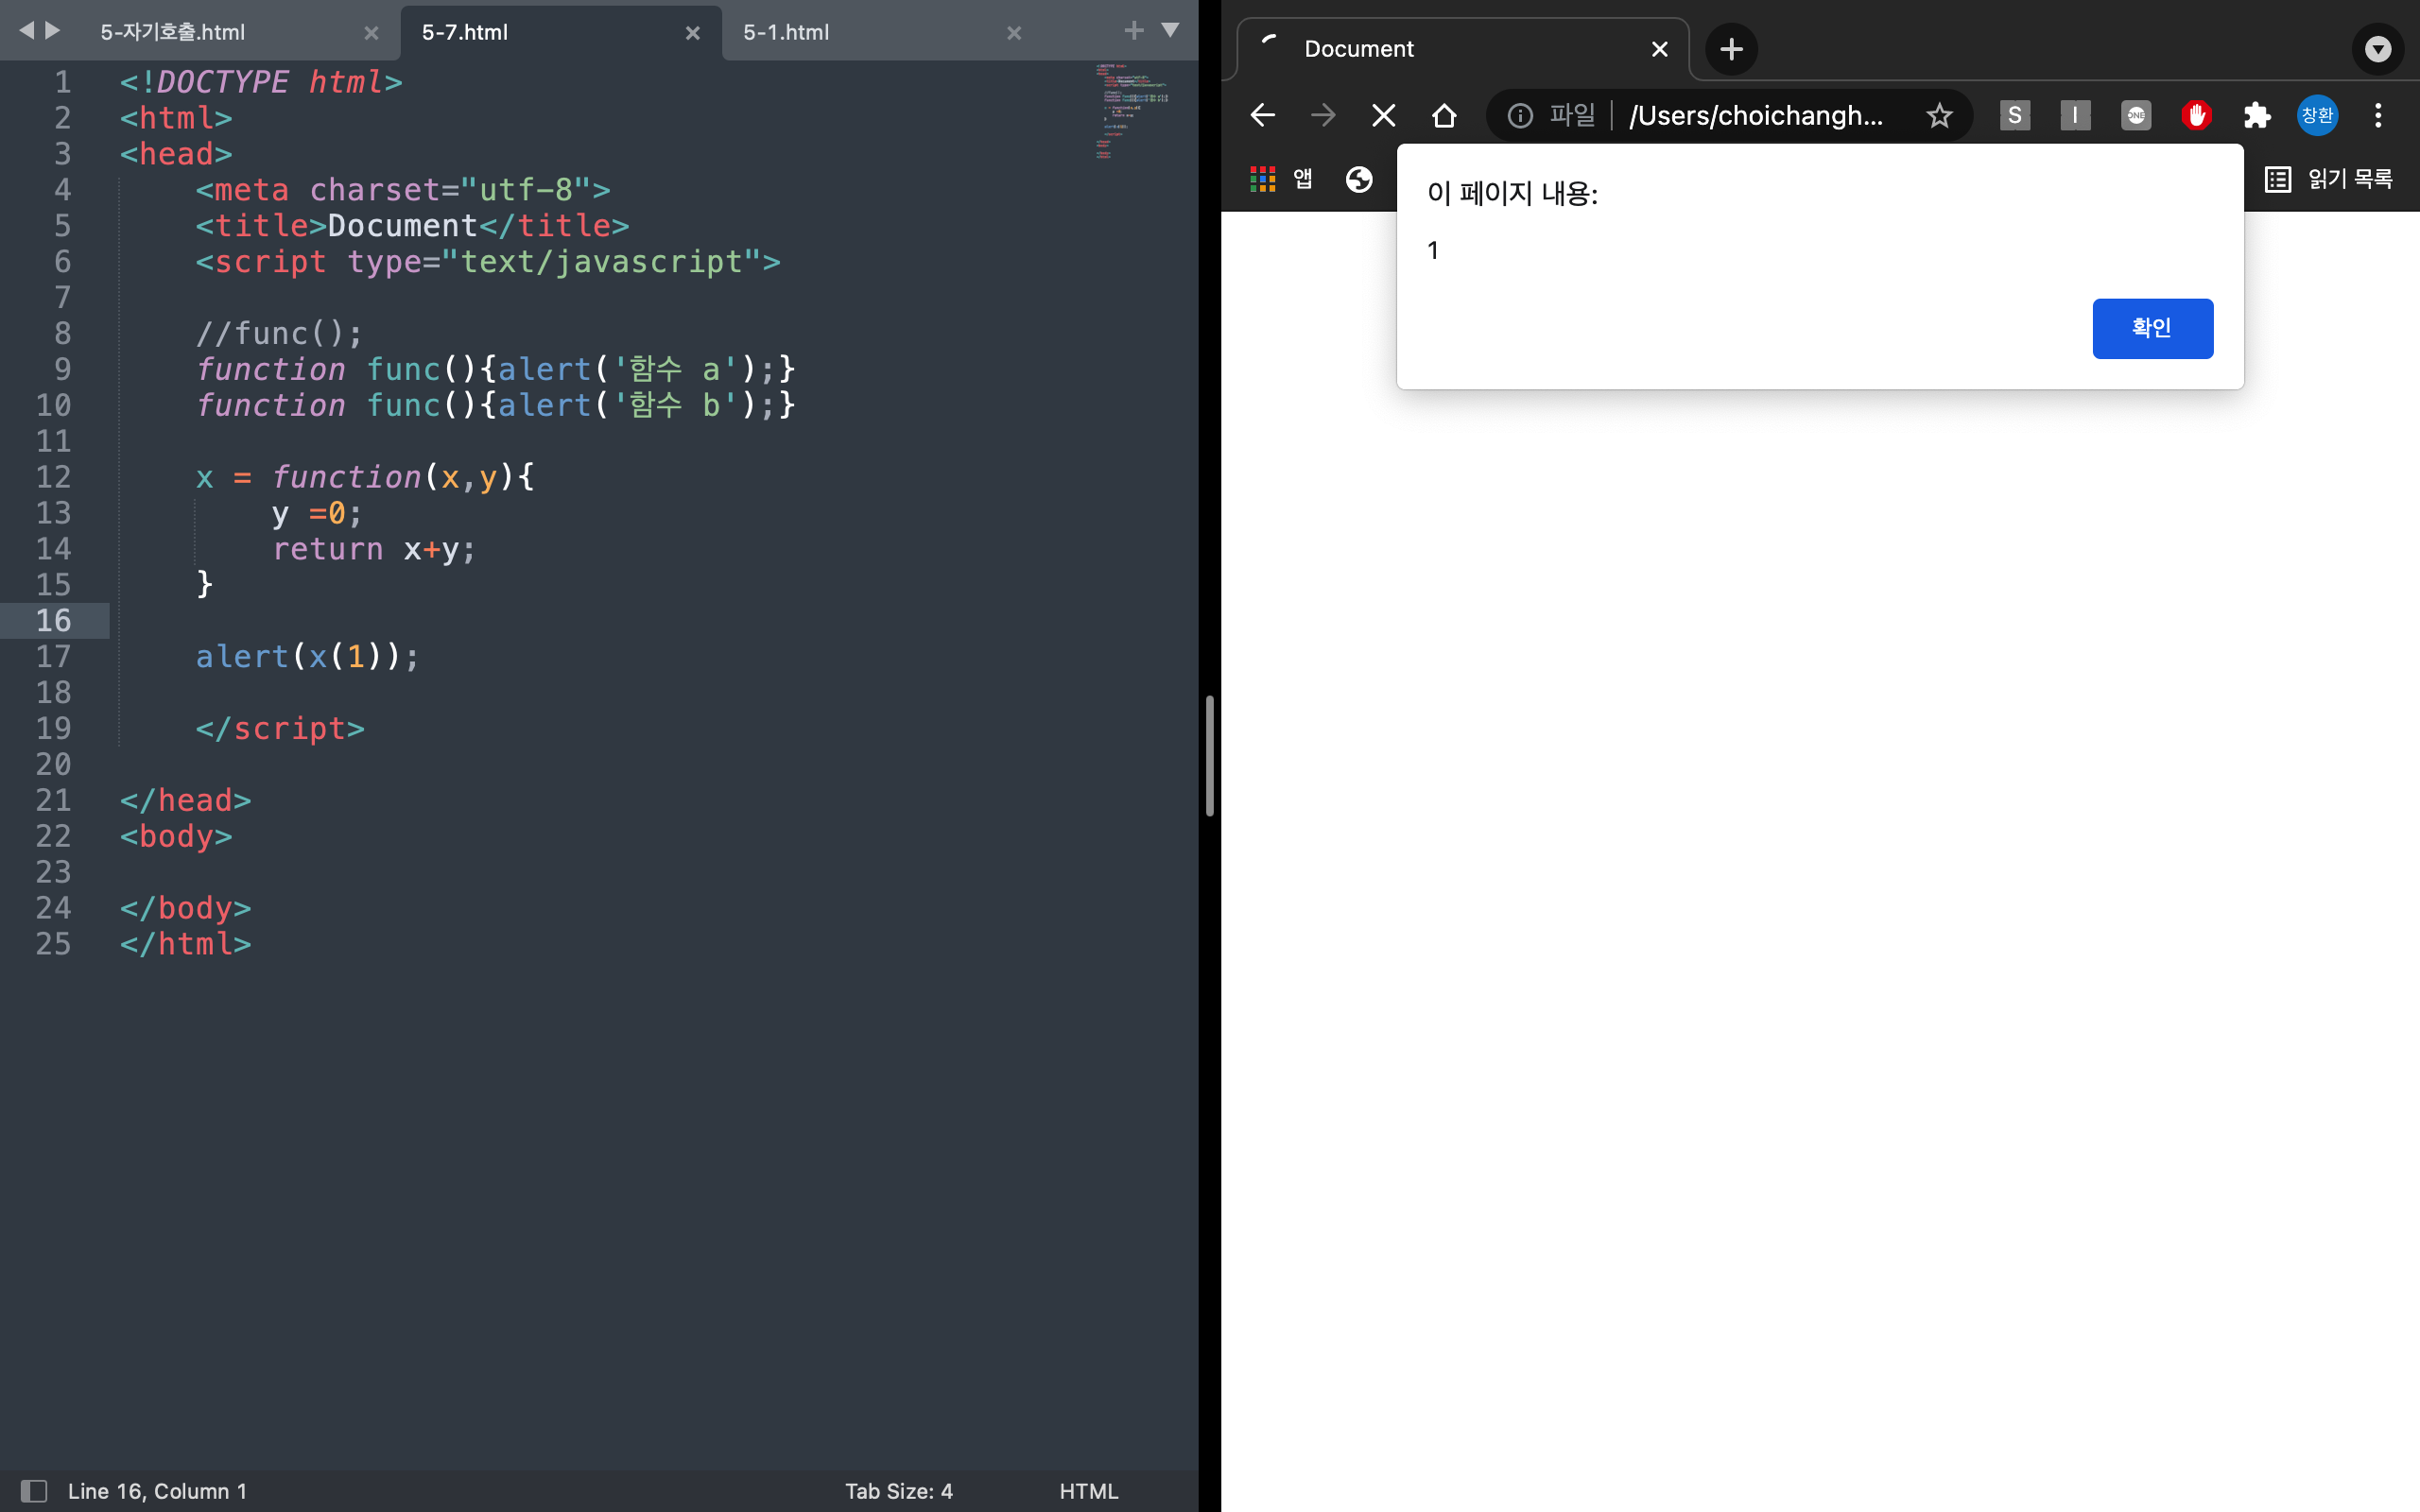 5-자기호출.html
5-7.html
5-1.html
1 <!DOCTYPE html>
2 <html>
3 <head>
4 <meta charset="utf-8">
5 <title>Document</title>
6 <script type="text/javascript">
7
8 //func();
9 function func(){alert('함수 a');}
10 function func(){alert('함수 b');}
11
12 x = function(x,y){
13 y =0;
14 return x+y;
15 }
16
17 alert(x(1));
18
19 </script>
20
21 </head>
22 <body>
23
24 </body>
25 </html>
Line 16, Column 1
Tab Size: 4
HTML
Document
파일 /Users/choichangh...
S
I
ONE
창환
앱
읽기 목록
이 페이지 내용:
1
확인